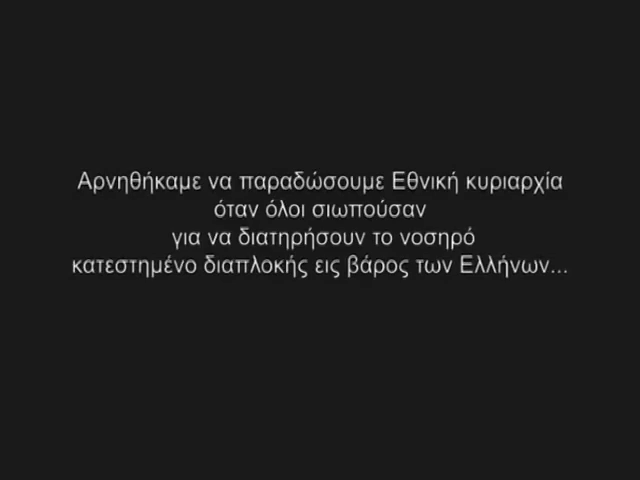 Αρνηθήκαμε να παραδώσουμε Εθνική κυριαρχία
όταν όλοι σιωπούσαν
για να διατηρήσουν το νοσηρό
κατεστημένο διαπλοκής εις βάρος των Ελλήνων...